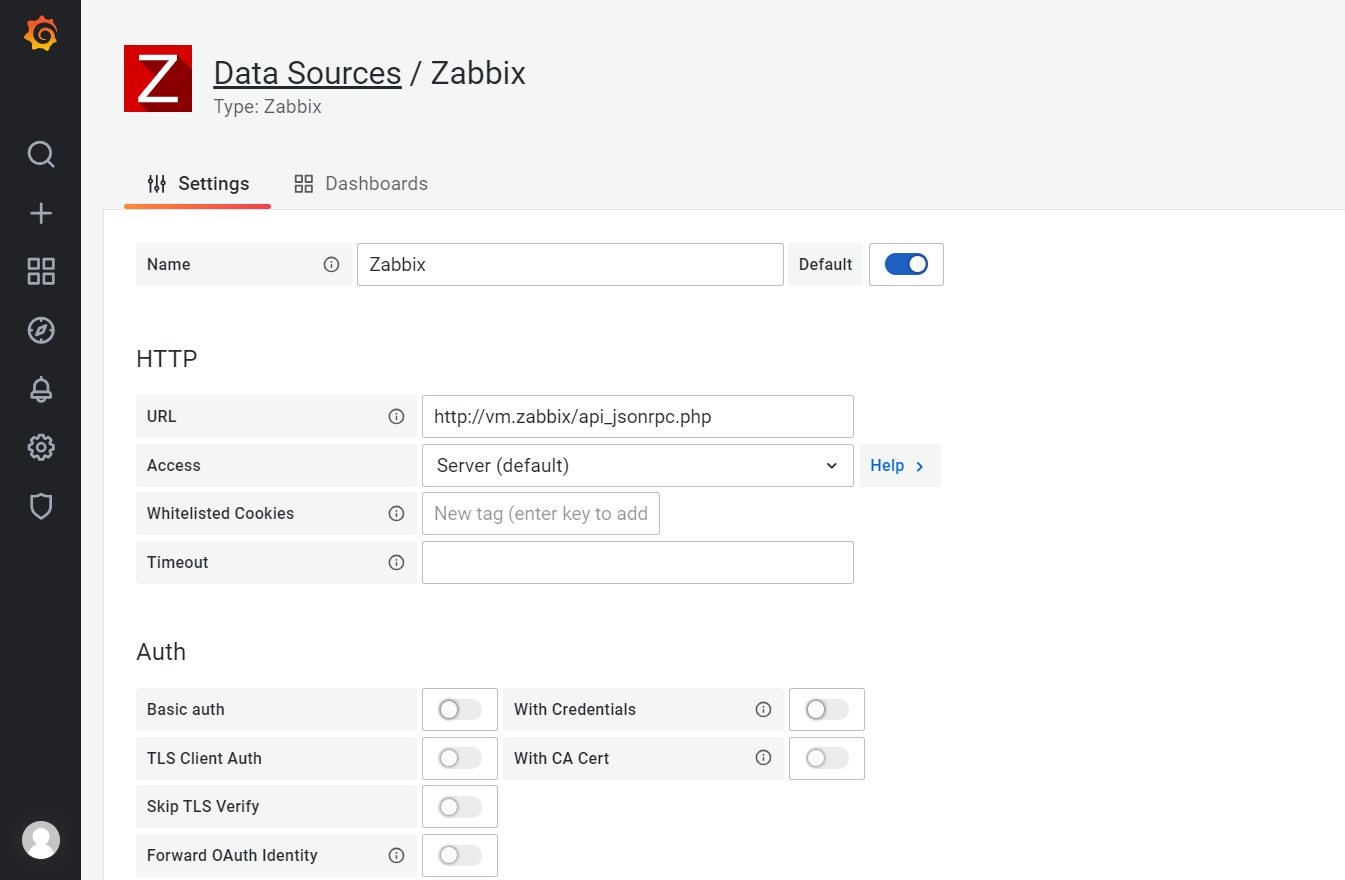 Z
Data Sources / Zabbix
Type: Zabbix
Settings
Dashboards
Name
Zabbix
Default
HTTP
URL
http://vm.zabbix/api_jsonrpc.php
Access
Server (default)
Help
Whitelisted Cookies
New tag (enter key to add
Timeout
Auth
Basic auth
With Credentials
TLS Client Auth
With CA Cert
Skip TLS Verify
Forward OAuth Identity